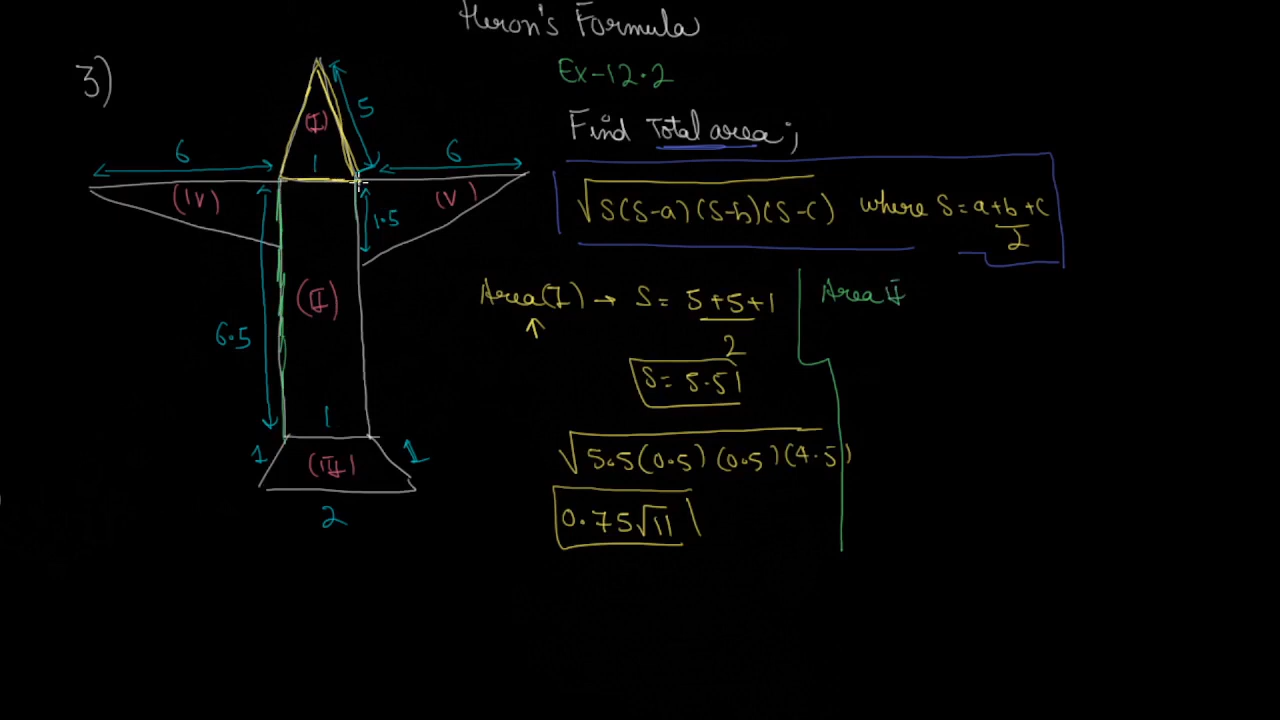 Heron's Formula
3)
Ex-12.2
Find Total area;
5
(I)
6
1
6
(IV)
(V)
1.5
√S(S-a)(S-b)(S-c) where S = a+b+c
2
(II)
6.5
Area(I) → S = 5+5+1
2
Area II
S = 5.5
1
1
1
(III)
2
√5.5(0.5)(0.5)(4.5)
0.75√11